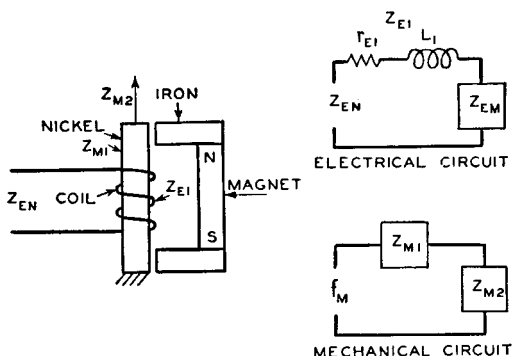 Z_M2
IRON
NICKEL
Z_M1
N
COIL
Z_E1
MAGNET
Z_EN
S
Z_E1
r_E1
L_1
Z_EN
Z_EM
ELECTRICAL CIRCUIT
Z_M1
f_M
Z_M2
MECHANICAL CIRCUIT